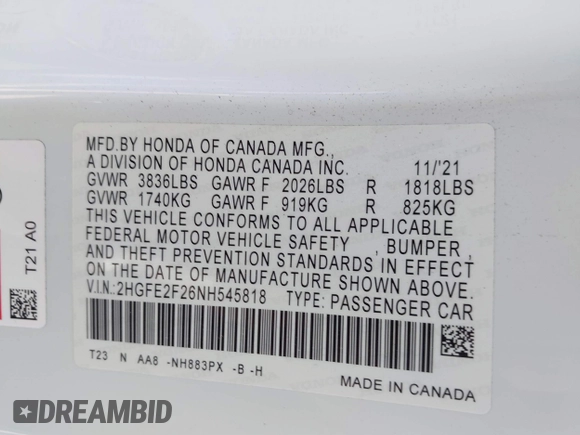 MFD.BY HONDA OF CANADA MFG.,
A DIVISION OF HONDA CANADA INC. 11/'21
GVWR 3836LBS GAWR F 2026LBS R 1818LBS
GVWR 1740KG GAWR F 919KG R 825KG
THIS VEHICLE CONFORMS TO ALL APPLICABLE
FEDERAL MOTOR VEHICLE SAFETY , BUMPER,
AND THEFT PREVENTION STANDARDS IN EFFECT
ON THE DATE OF MANUFACTURE SHOWN ABOVE.
V.I.N.:2HGFE2F26NH545818 TYPE: PASSENGER CAR
T23 N AA8 -NH883PX -B -H
MADE IN CANADA
T21 A0
DREAMBID